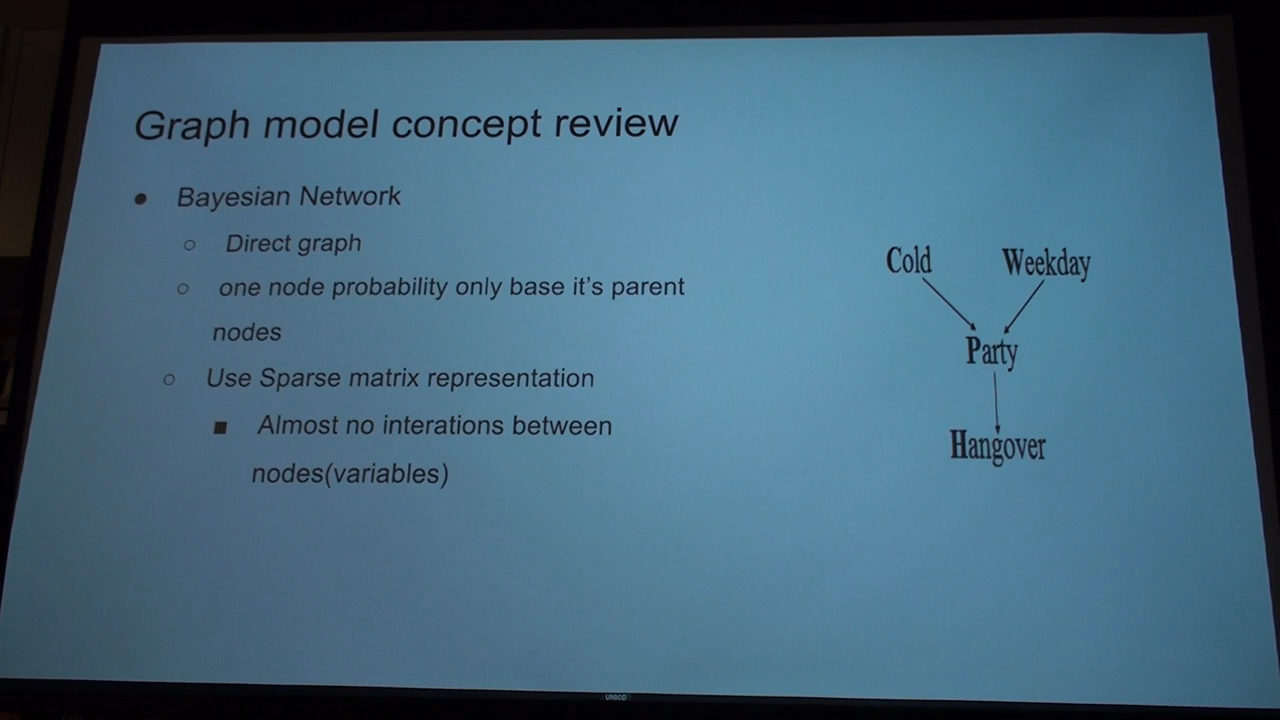 Graph model concept review
● Bayesian Network
○ Direct graph
○ one node probability only base it's parent
nodes
○ Use Sparse matrix representation
■ Almost no interations between
nodes(variables)
Cold Weekday
Party
Hangover